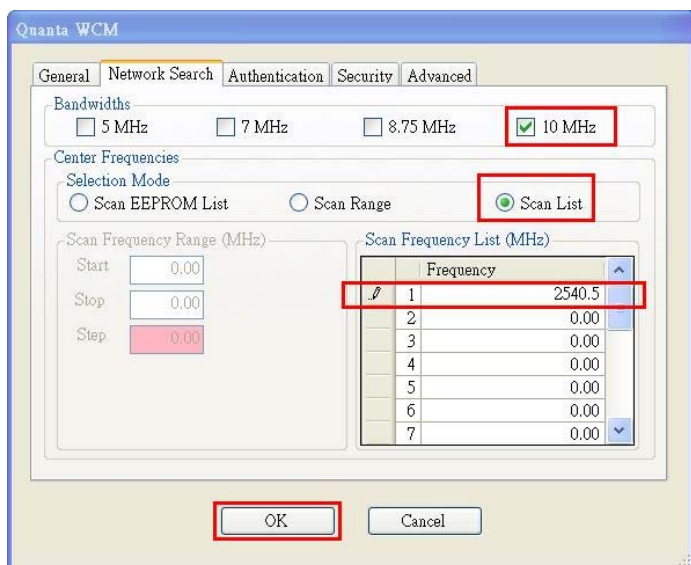 Quanta WCM
General Network Search Authentication Security Advanced
Bandwidths
5 MHz 7 MHz 8.75 MHz 10 MHz
Center Frequencies
Selection Mode
Scan EEPROM List Scan Range Scan List
Scan Frequency Range (MHz)
Start 0.00
Stop 0.00
Step 0.00
Scan Frequency List (MHz)
Frequency
1 2540.5
2 0.00
3 0.00
4 0.00
5 0.00
6 0.00
7 0.00
OK Cancel